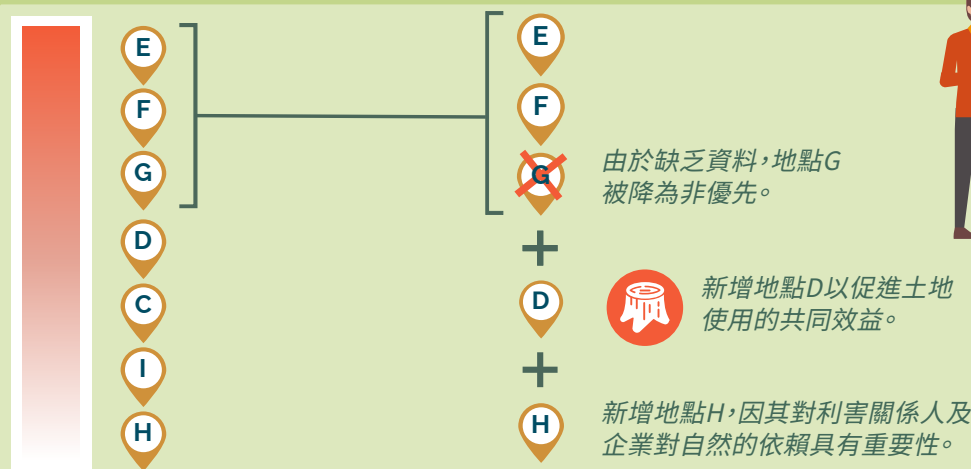 E
F
G
D
C
I
H
E
F
G
由於缺乏資料，地點G
被降為非優先。
+
D
新增地點D以促進土地
使用的共同效益。
+
H
新增地點H，因其對利害關係人及
企業對自然的依賴具有重要性。